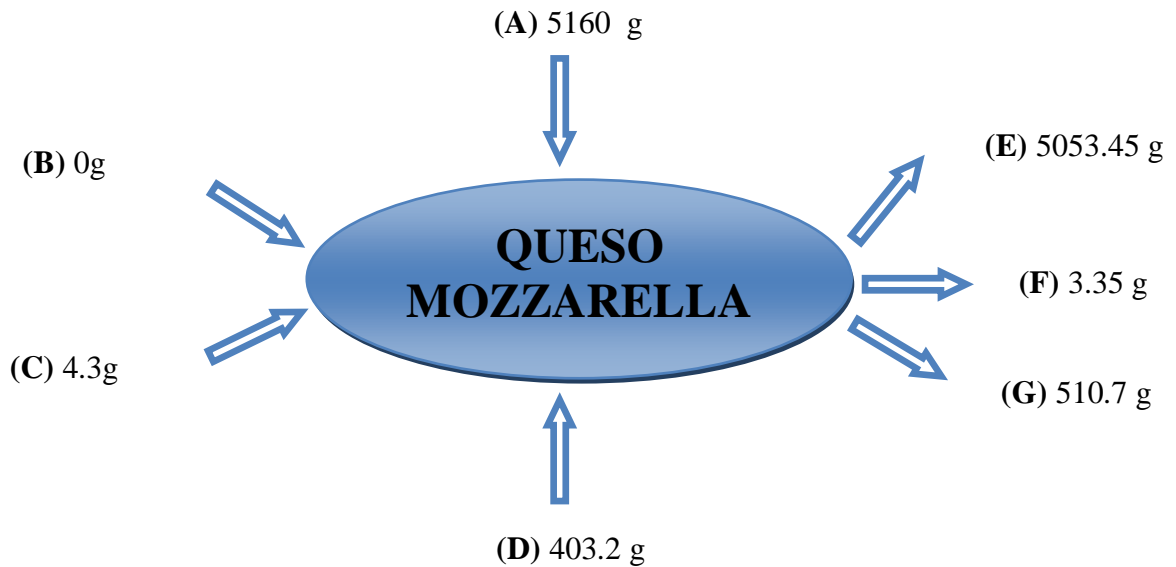 (A) 5160 g
(B) 0g
(E) 5053.45 g
QUESO
MOZZARELLA
(F) 3.35 g
(C) 4.3g
(G) 510.7 g
(D) 403.2 g